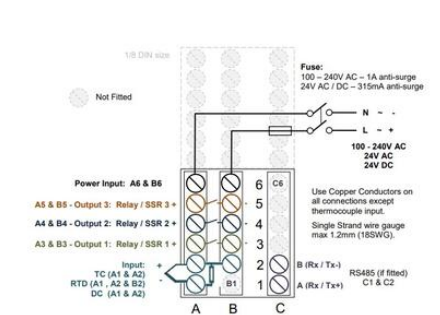 1/8 DIN size
Fuse:
100 – 240V AC – 1A anti-surge
24V AC / DC – 315mA anti-surge
Not Fitted
N ~ -
L ~ +
100 - 240V AC
24V AC
24V DC
Power Input: A6 & B6
6
C6
A5 & B5 - Output 3: Relay / SSR 3 +
5
A4 & B4 - Output 2: Relay / SSR 2 +
4
A3 & B3 - Output 1: Relay / SSR 1 +
3
Use Copper Conductors on
all connections except
thermocouple input.
Single Strand wire gauge
max 1.2mm (18SWG).
Input: +
TC (A1 & A2)
RTD (A1 , A2 & B2)
DC (A1 & A2) -
2
B (Rx / Tx-)
B1
1
A (Rx / Tx+)
RS485 (if fitted)
C1 & C2
A B C